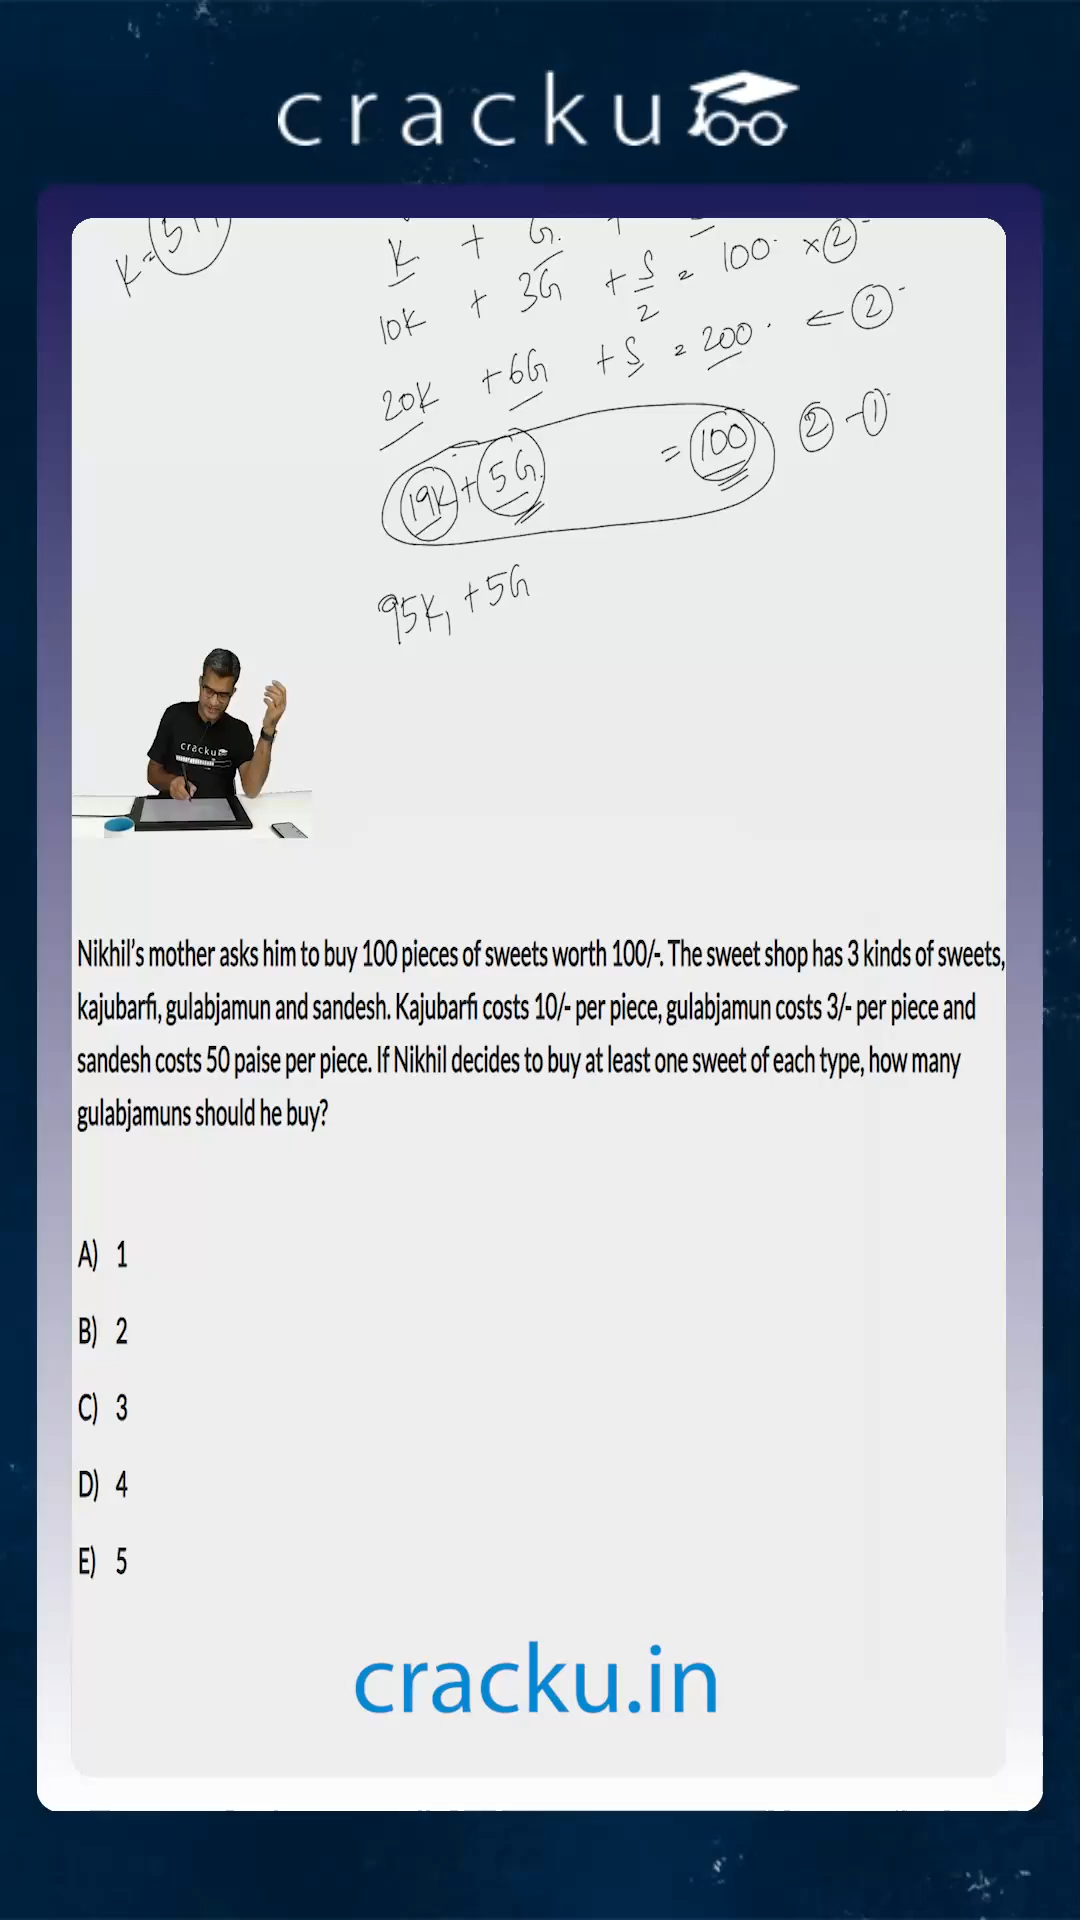 cracku
K + G +
10K + 3G + S/2 = 100 × ②
20K + 6G + S = 200 ← ②
19K + 5G = 100 ② - ①
95K₁ + 5G
cracku
Nikhil’s mother asks him to buy 100 pieces of sweets worth 100/-. The sweet shop has 3 kinds of sweets,
kajubarfi, gulabjamun and sandesh. Kajubarfi costs 10/- per piece, gulabjamun costs 3/- per piece and
sandesh costs 50 paise per piece. If Nikhil decides to buy at least one sweet of each type, how many
gulabjamuns should he buy?
A) 1
B) 2
C) 3
D) 4
E) 5
cracku.in